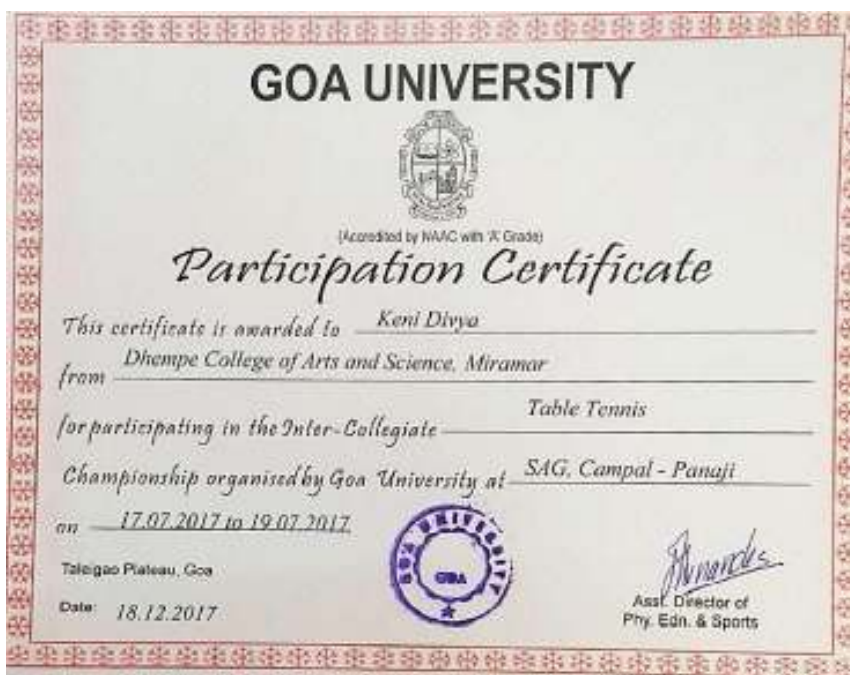 GOA UNIVERSITY
(Accredited by NAAC with 'A' Grade)
Participation Certificate
This certificate is awarded to Keni Divya
from Dhempe College of Arts and Science, Miramar
for participating in the Inter-Collegiate Table Tennis
Championship organised by Goa University at SAG, Campal - Panaji
on 17.07.2017 to 19.07.2017
GOA UNIVERSITY
GOA
Taleigao Plateau, Goa
Date: 18.12.2017
Asst. Director of
Phy. Edn. & Sports